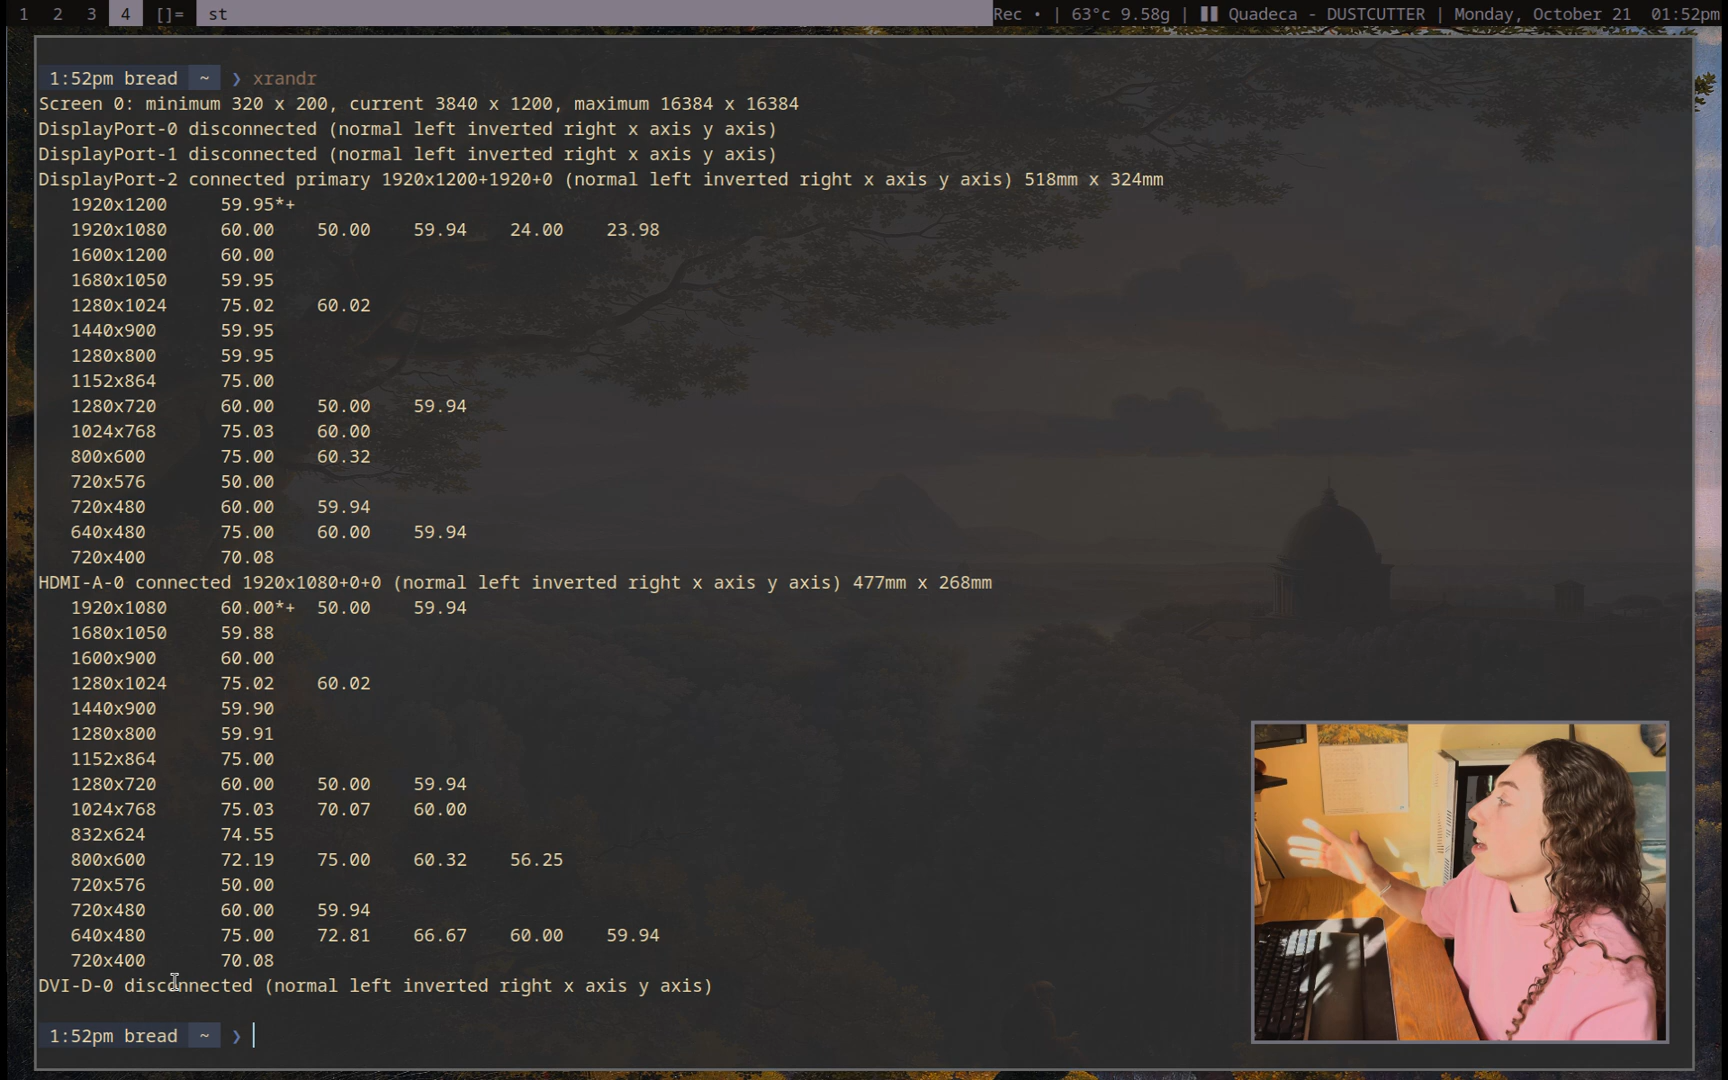 1 2 3 4 []= st Rec • | 63°c 9.58g | ▮▮ Quadeca - DUSTCUTTER | Monday, October 21 01:52pm
1:52pm bread ~ ❯ xrandr
Screen 0: minimum 320 x 200, current 3840 x 1200, maximum 16384 x 16384
DisplayPort-0 disconnected (normal left inverted right x axis y axis)
DisplayPort-1 disconnected (normal left inverted right x axis y axis)
DisplayPort-2 connected primary 1920x1200+1920+0 (normal left inverted right x axis y axis) 518mm x 324mm
1920x1200 59.95*+
1920x1080 60.00 50.00 59.94 24.00 23.98
1600x1200 60.00
1680x1050 59.95
1280x1024 75.02 60.02
1440x900 59.95
1280x800 59.95
1152x864 75.00
1280x720 60.00 50.00 59.94
1024x768 75.03 60.00
800x600 75.00 60.32
720x576 50.00
720x480 60.00 59.94
640x480 75.00 60.00 59.94
720x400 70.08
HDMI-A-0 connected 1920x1080+0+0 (normal left inverted right x axis y axis) 477mm x 268mm
1920x1080 60.00*+ 50.00 59.94
1680x1050 59.88
1600x900 60.00
1280x1024 75.02 60.02
1440x900 59.90
1280x800 59.91
1152x864 75.00
1280x720 60.00 50.00 59.94
1024x768 75.03 70.07 60.00
832x624 74.55
800x600 72.19 75.00 60.32 56.25
720x576 50.00
720x480 60.00 59.94
640x480 75.00 72.81 66.67 60.00 59.94
720x400 70.08
DVI-D-0 disconnected (normal left inverted right x axis y axis)
1:52pm bread ~ ❯